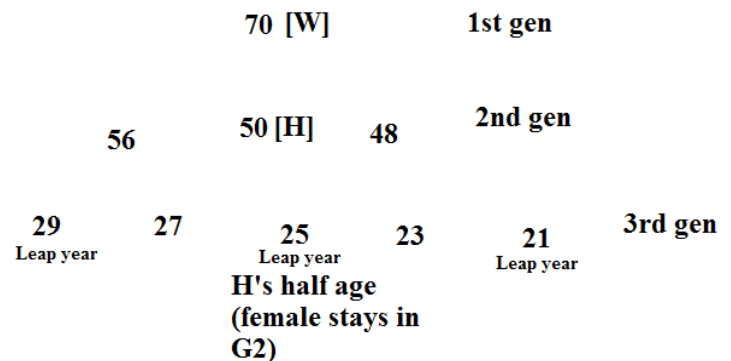 70 [W] 1st gen
56 50 [H] 48 2nd gen
29 27 25 23 21 3rd gen
Leap year Leap year Leap year
H's half age
(female stays in
G2)